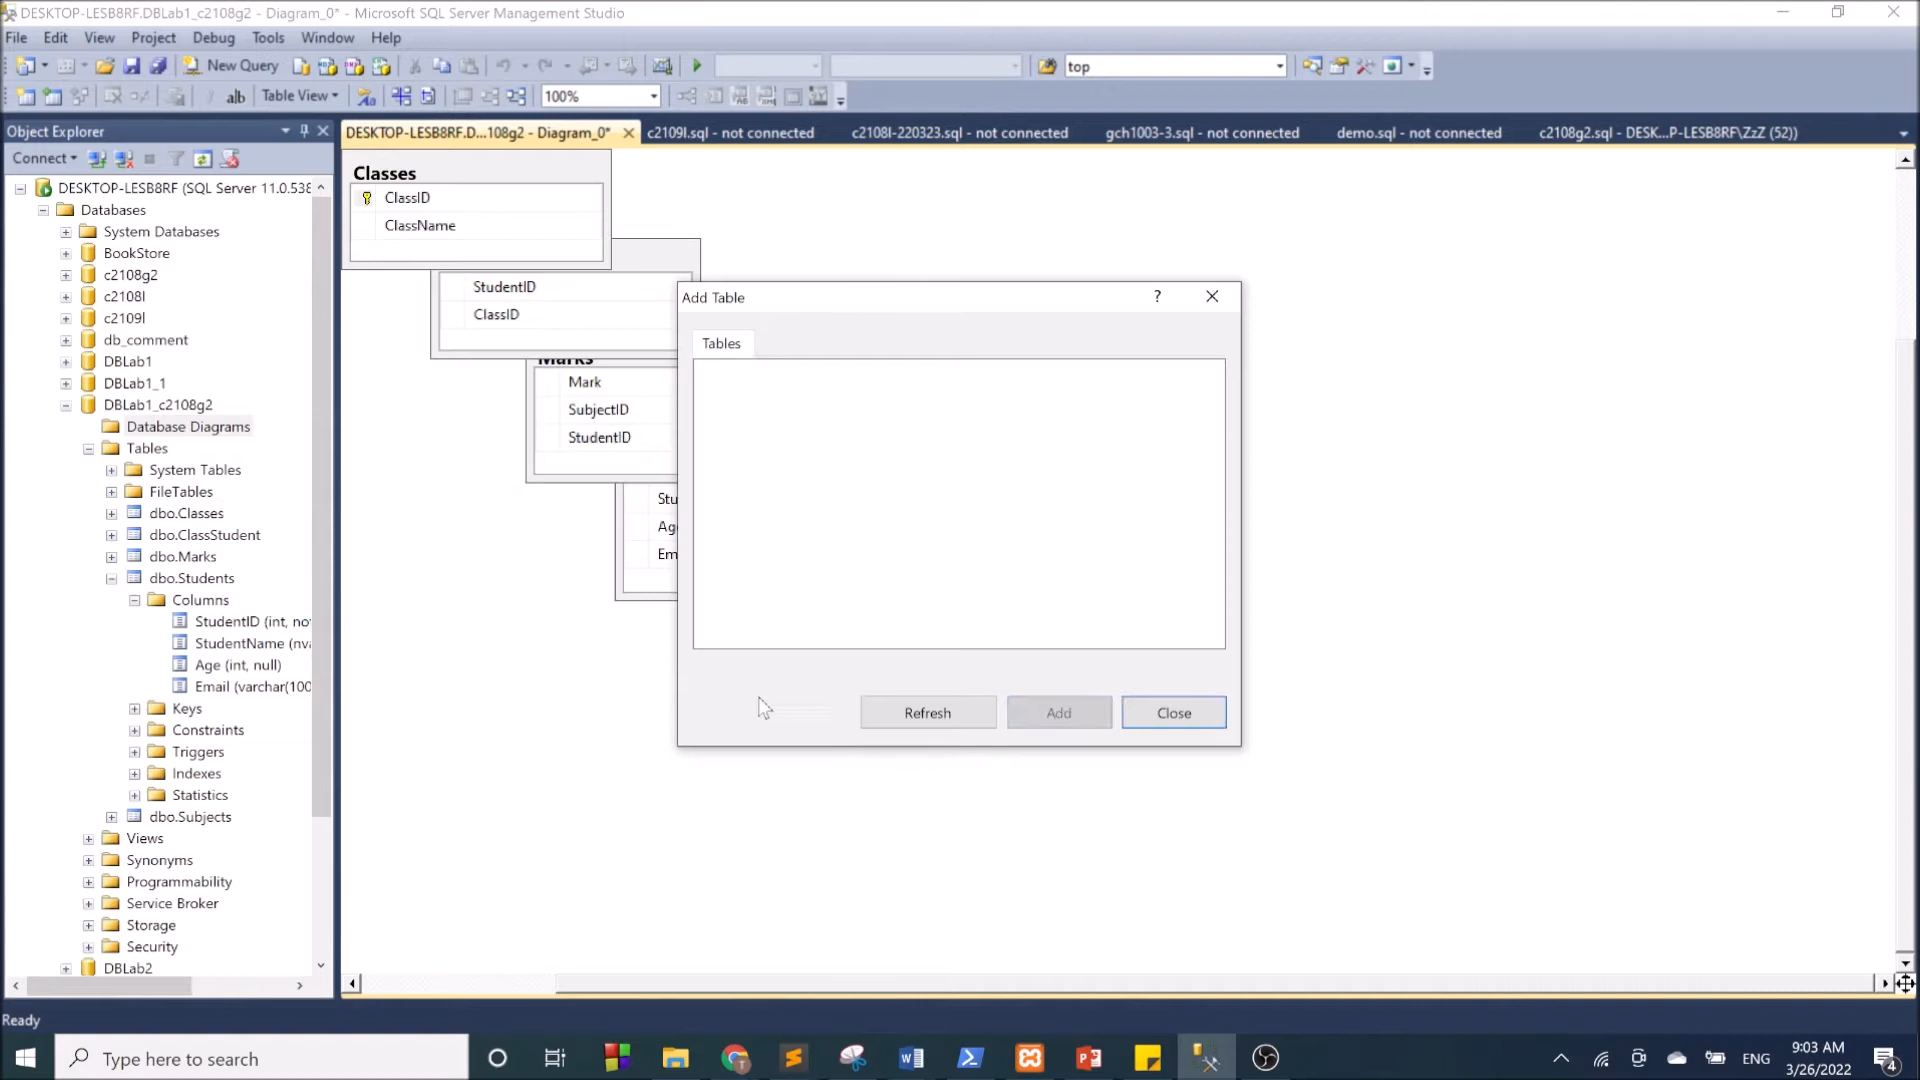 DESKTOP-LESB8RF.DBLab1_c2108g2 - Diagram_0* - Microsoft SQL Server Management Studio
File Edit View Project Debug Tools Window Help
New Query top
alb Table View 100%
Object Explorer
DESKTOP-LESB8RF.D...108g2 - Diagram_0* c2109l.sql - not connected c2108l-220323.sql - not connected gch1003-3.sql - not connected demo.sql - not connected c2108g2.sql - DESK...P-LESB8RF\ZzZ (52))
Connect
DESKTOP-LESB8RF (SQL Server 11.0.538
Databases
System Databases
BookStore
c2108g2
c2108l
c2109l
db_comment
DBLab1
DBLab1_1
DBLab1_c2108g2
Database Diagrams
Tables
System Tables
FileTables
dbo.Classes
dbo.ClassStudent
dbo.Marks
dbo.Students
Columns
StudentID (int, no
StudentName (nva
Age (int, null)
Email (varchar(100
Keys
Constraints
Triggers
Indexes
Statistics
dbo.Subjects
Views
Synonyms
Programmability
Service Broker
Storage
Security
DBLab2
Classes
ClassID
ClassName
StudentID
ClassID
Marks
Mark
SubjectID
StudentID
Stu
Ag
Em
Add Table ?
Tables
Refresh Add Close
Ready
Type here to search
ENG
9:03 AM
3/26/2022
4